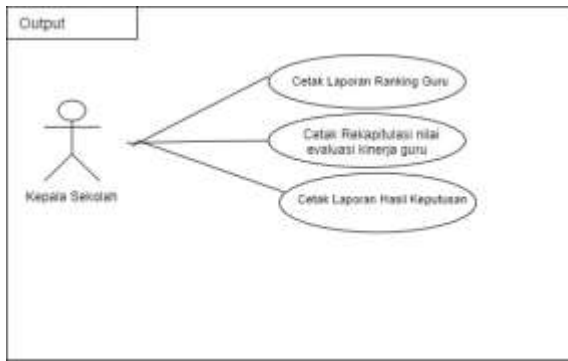 Output
Cetak Laporan Ranking Guru
Cetak Rekapitulasi nilai
evaluasi kinerja guru
Kepala Sekolah
Cetak Laporan Hasil Keputusan